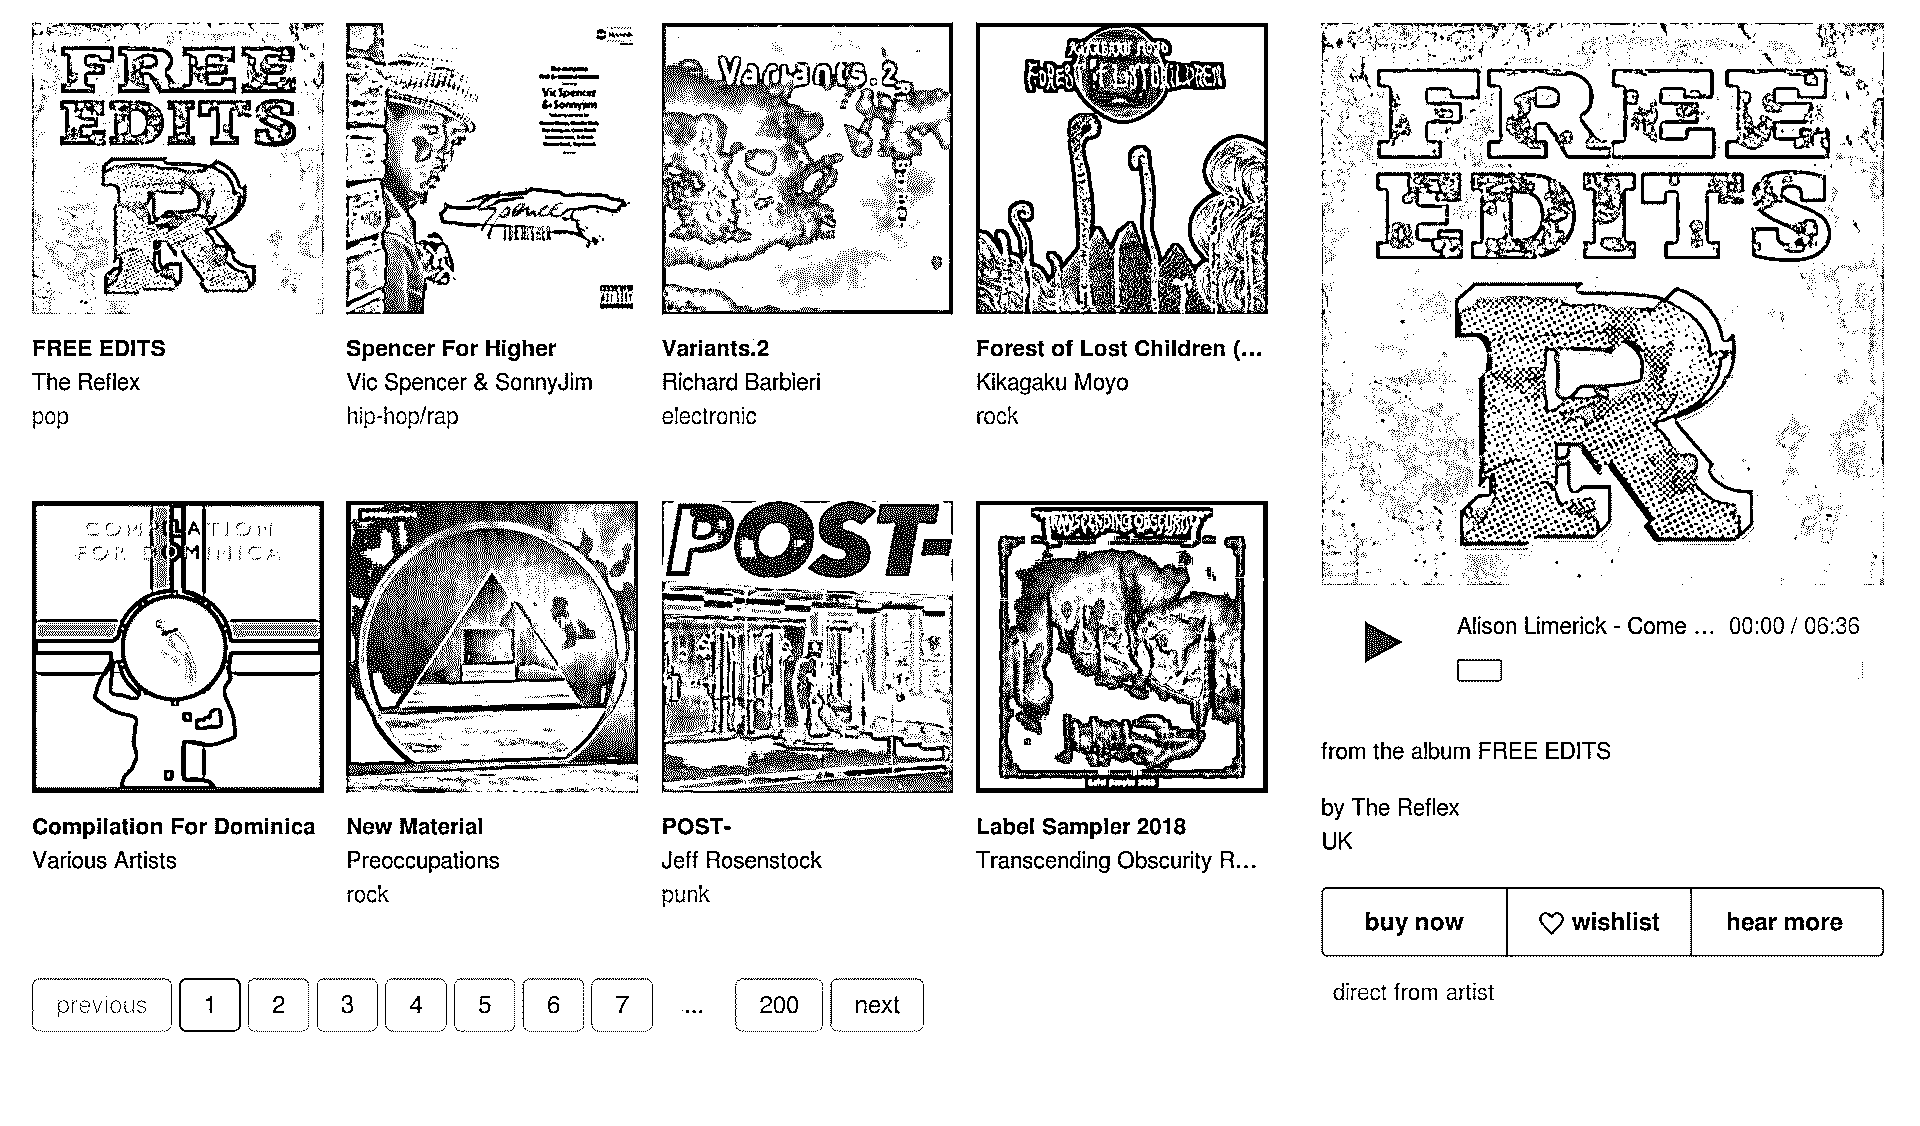 FREE
EDITS
FREE EDITS
The Reflex
pop
Vic Spencer
& Sonnyjim
Spencer
Spencer For Higher
Vic Spencer & SonnyJim
hip-hop/rap
Variants.2
Variants.2
Richard Barbieri
electronic
KIKAGAKU MOYO
FOREST OF LOST CHILDREN
Forest of Lost Children (...
Kikagaku Moyo
rock
COMPILATION
FOR DOMINICA
Compilation For Dominica
Various Artists
New Material
Preoccupations
rock
POST-
POST-
Jeff Rosenstock
punk
TRANSCENDING OBSCURITY
Label Sampler 2018
Transcending Obscurity R...
previous
1
2
3
4
5
6
7
...
200
next
FREE
EDITS
R
Alison Limerick - Come ... 00:00 / 06:36
from the album FREE EDITS
by The Reflex
UK
buy now
wishlist
hear more
direct from artist